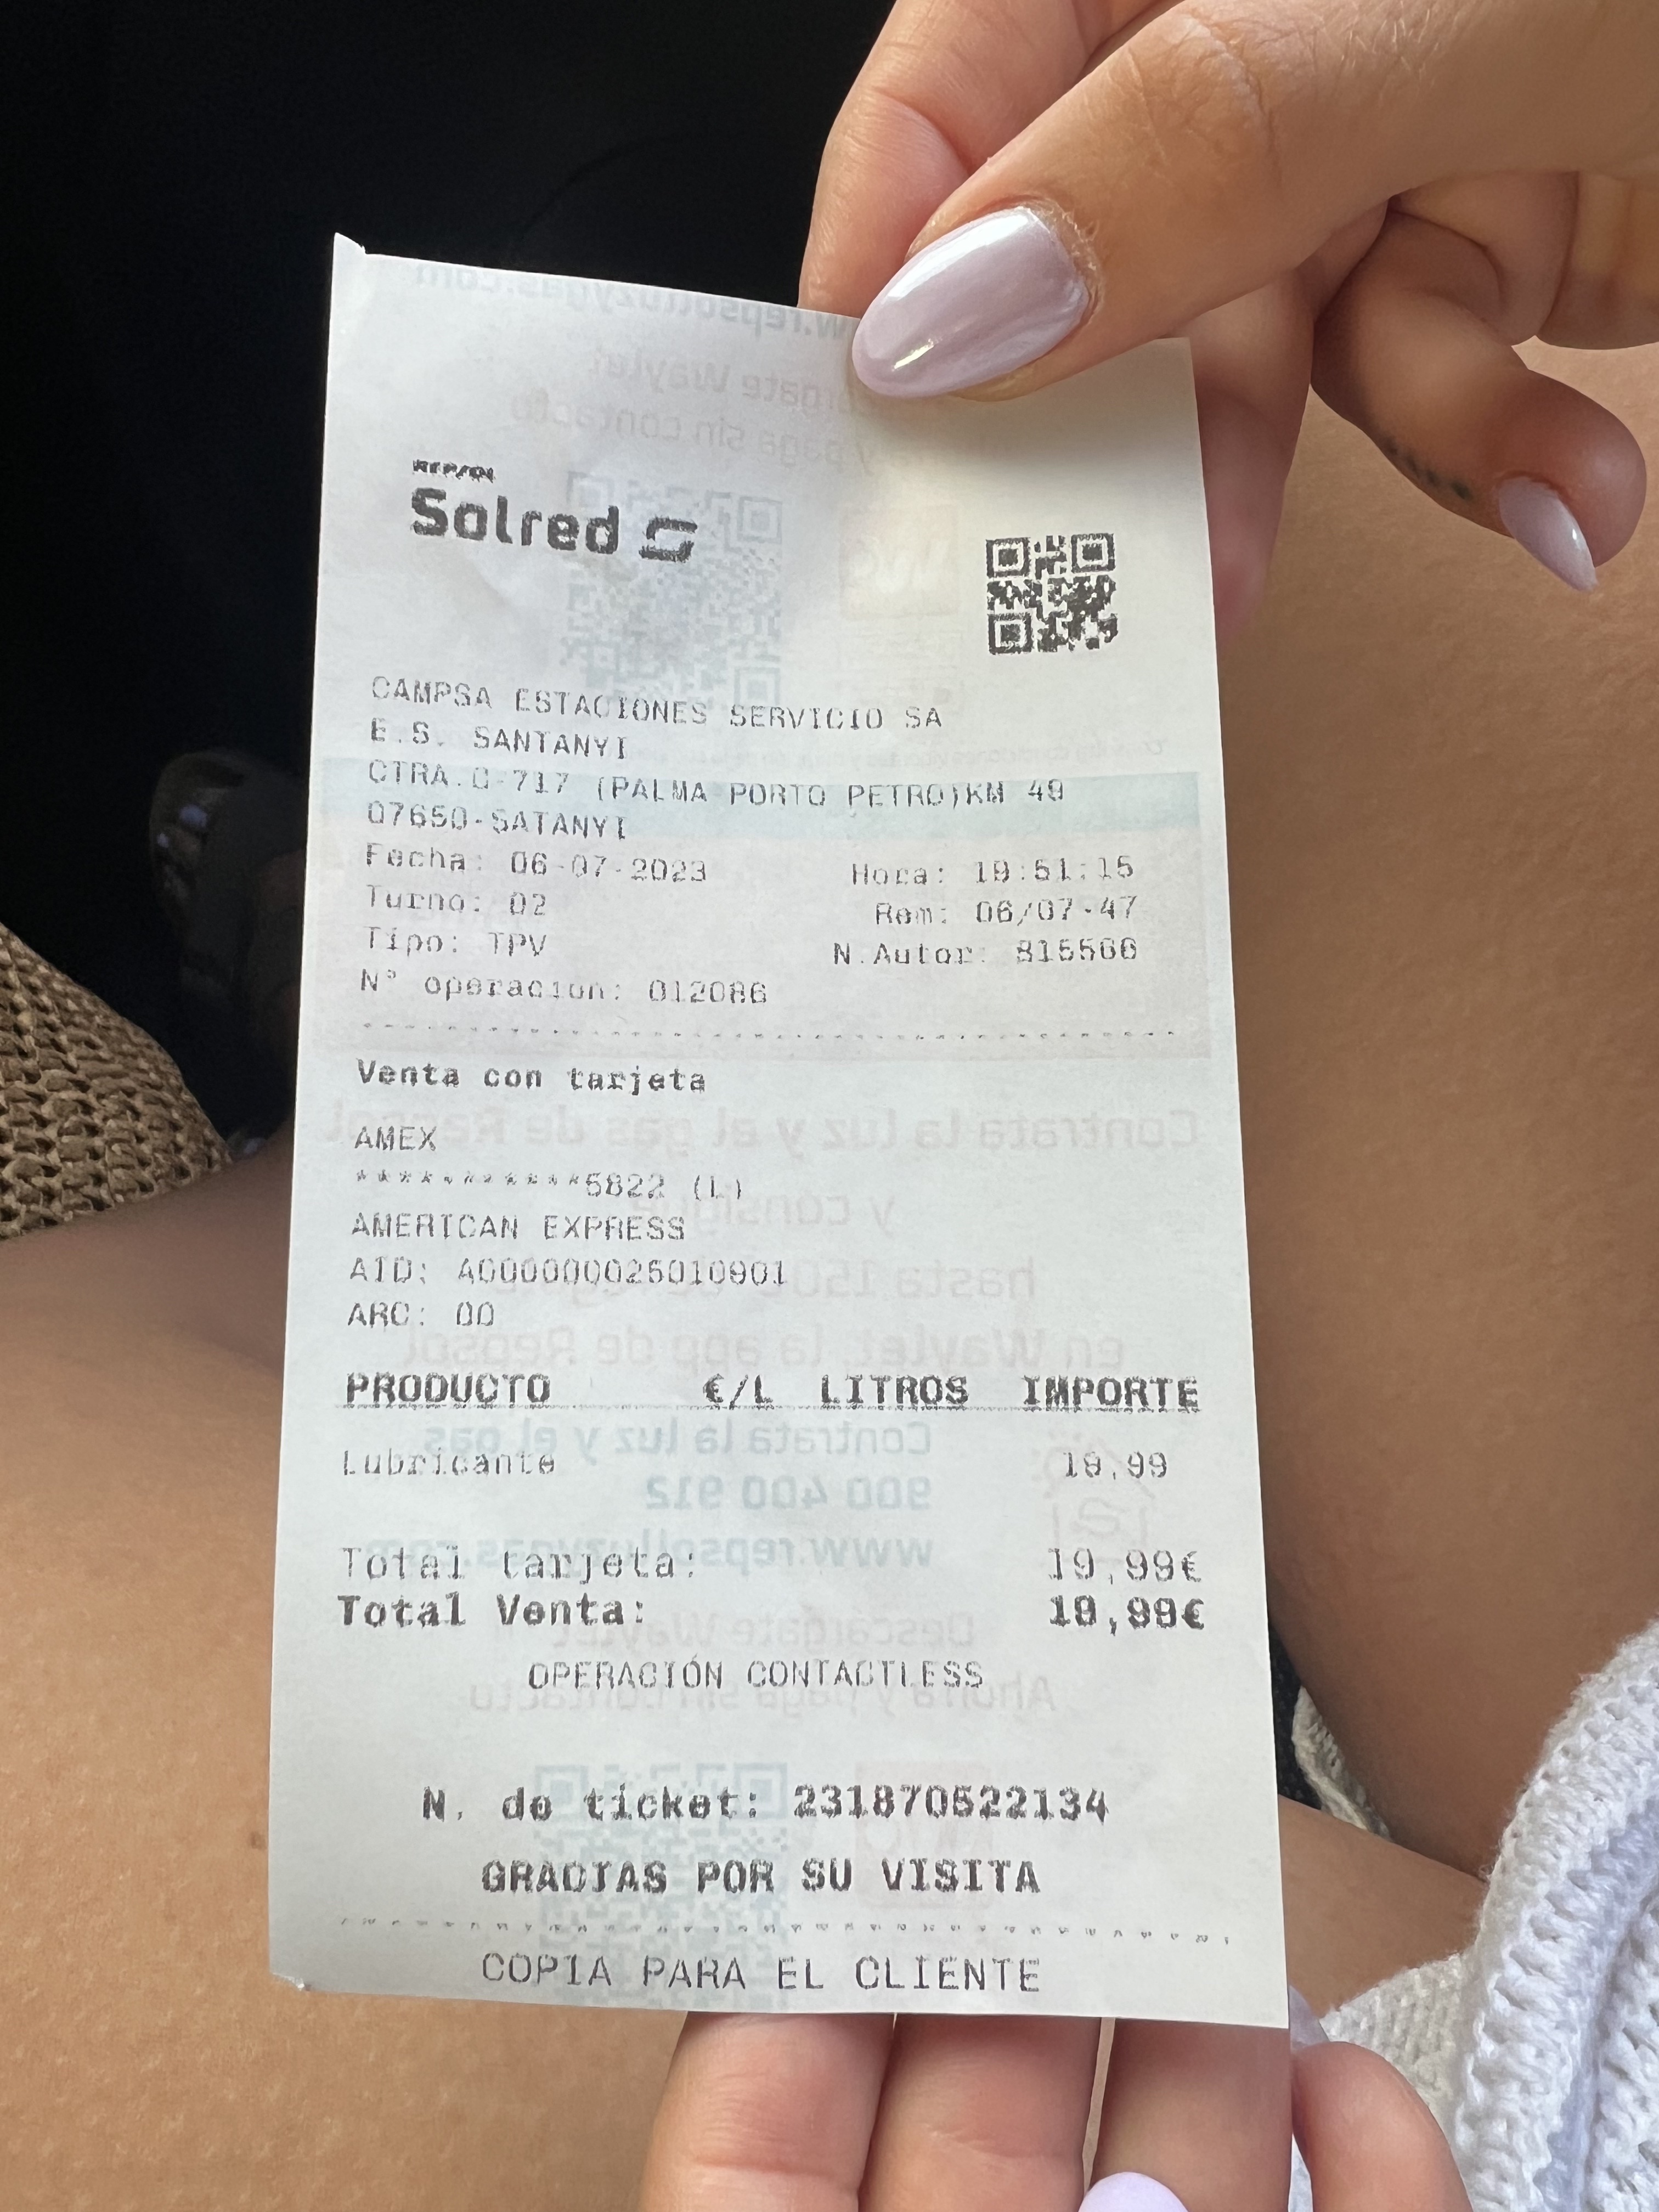 REPSOL
Solred
CAMPSA ESTACIONES SERVICIO SA
E.S. SANTANYI
CTRA.C-717 (PALMA PORTO PETRO)KM 49
07650-SATANYI
Fecha: 06-07-2023 Hora: 19:51:15
Turno: 02 Rem: 06/07-47
Tipo: TPV N.Autor:
Nº operacion: 012086
Venta con tarjeta
AMEX
************5822 (L)
AMERICAN EXPRESS
AID: A000000025010901
ARC: 00
PRODUCTO €/L LITROS IMPORTE
Lubricante 19,99
Total tarjeta: 19,99€
Total Venta: 19,99€
OPERACIÓN CONTACTLESS
N. de ticket: 231870522134
GRACIAS POR SU VISITA
COPIA PARA EL CLIENTE